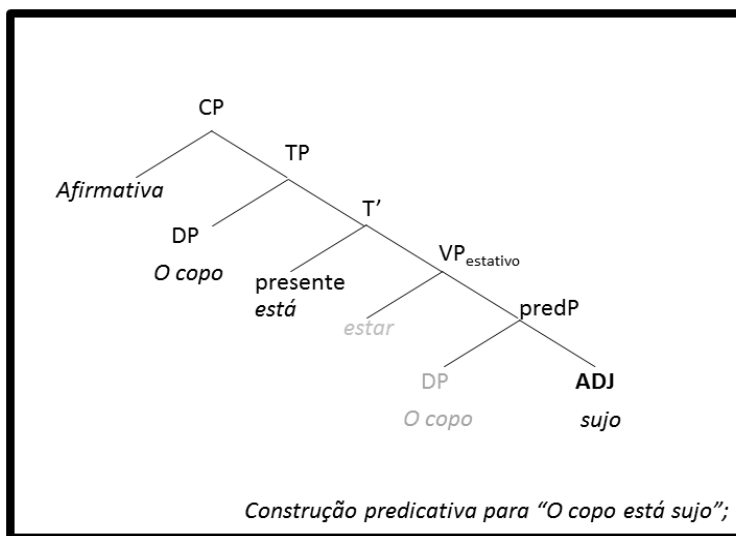 CP
TP
Afirmativa
T’
DP
O copo
VPestativo
presente
está
predP
estar
DP
ADJ
O copo
sujo
Construção predicativa para “O copo está sujo”;